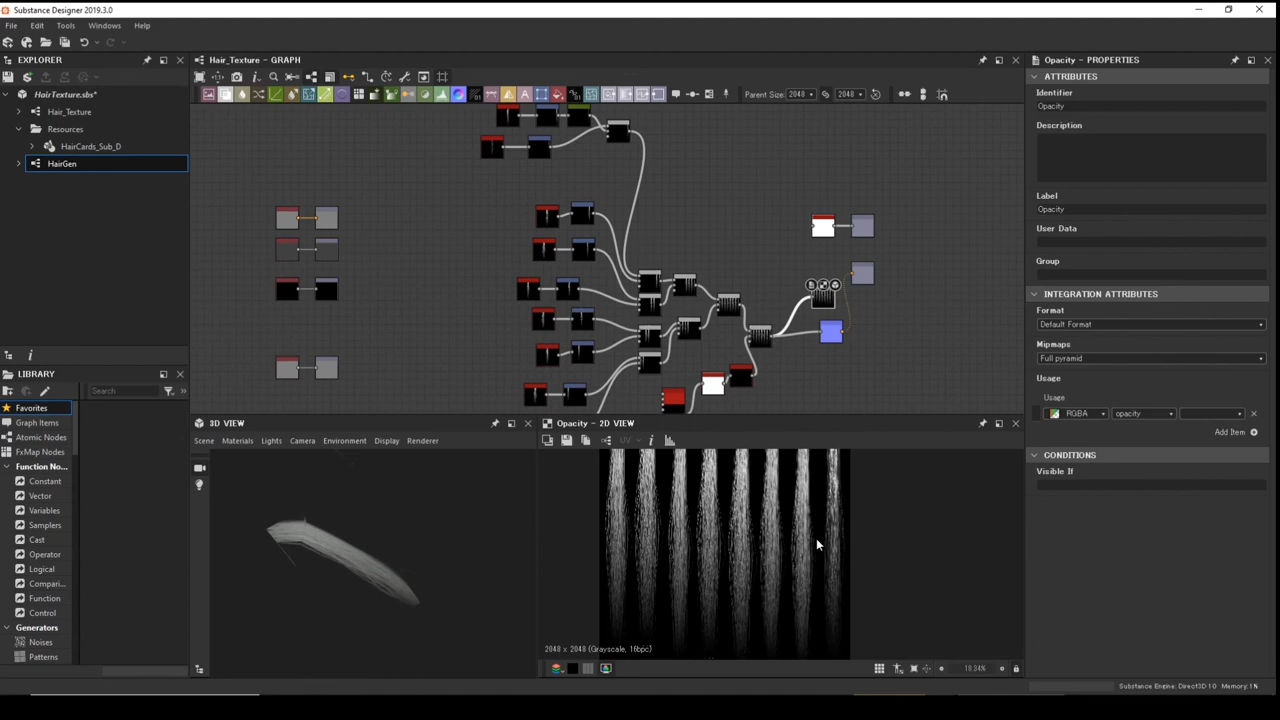 Substance Designer 2019.3.0
File Edit Tools Windows Help
EXPLORER
HairTexture.sbs*
Hair_Texture
Resources
HairCards_Sub_D
HairGen
LIBRARY
Search
Favorites
Graph Items
Atomic Nodes
FxMap Nodes
Function No...
Constant
Vector
Variables
Samplers
Cast
Operator
Logical
Compari...
Function
Control
Generators
Noises
Patterns
Hair_Texture - GRAPH
Parent Size: 2048 2048
3D VIEW
Scene Materials Lights Camera Environment Display Renderer
Opacity - 2D VIEW
UV
2048 x 2048 (Grayscale, 16bpc)
18.34%
Opacity - PROPERTIES
ATTRIBUTES
Identifier
Opacity
Description
Label
Opacity
User Data
Group
INTEGRATION ATTRIBUTES
Format
Default Format
Mipmaps
Full pyramid
Usage
Usage
RGBA opacity
Add Item
CONDITIONS
Visible If
Substance Engine: Direct3D 10 Memory: 1%